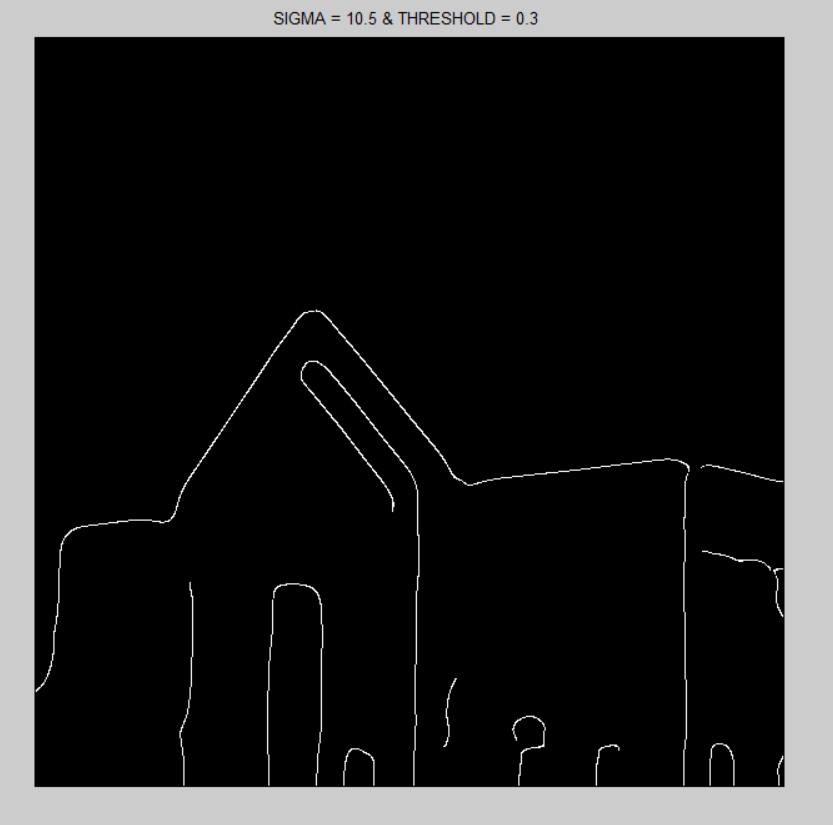 SIGMA = 10.5 & THRESHOLD = 0.3